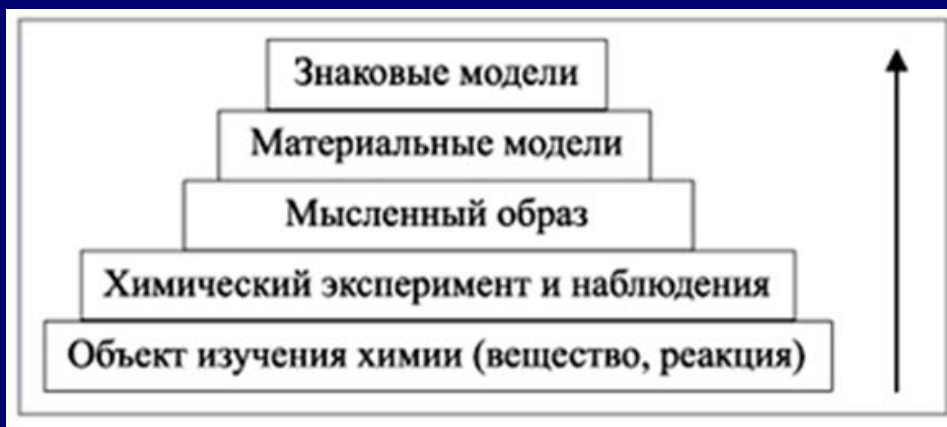 Знаковые модели
Материальные модели
Мысленный образ
Химический эксперимент и наблюдения
Объект изучения химии (вещество, реакция)